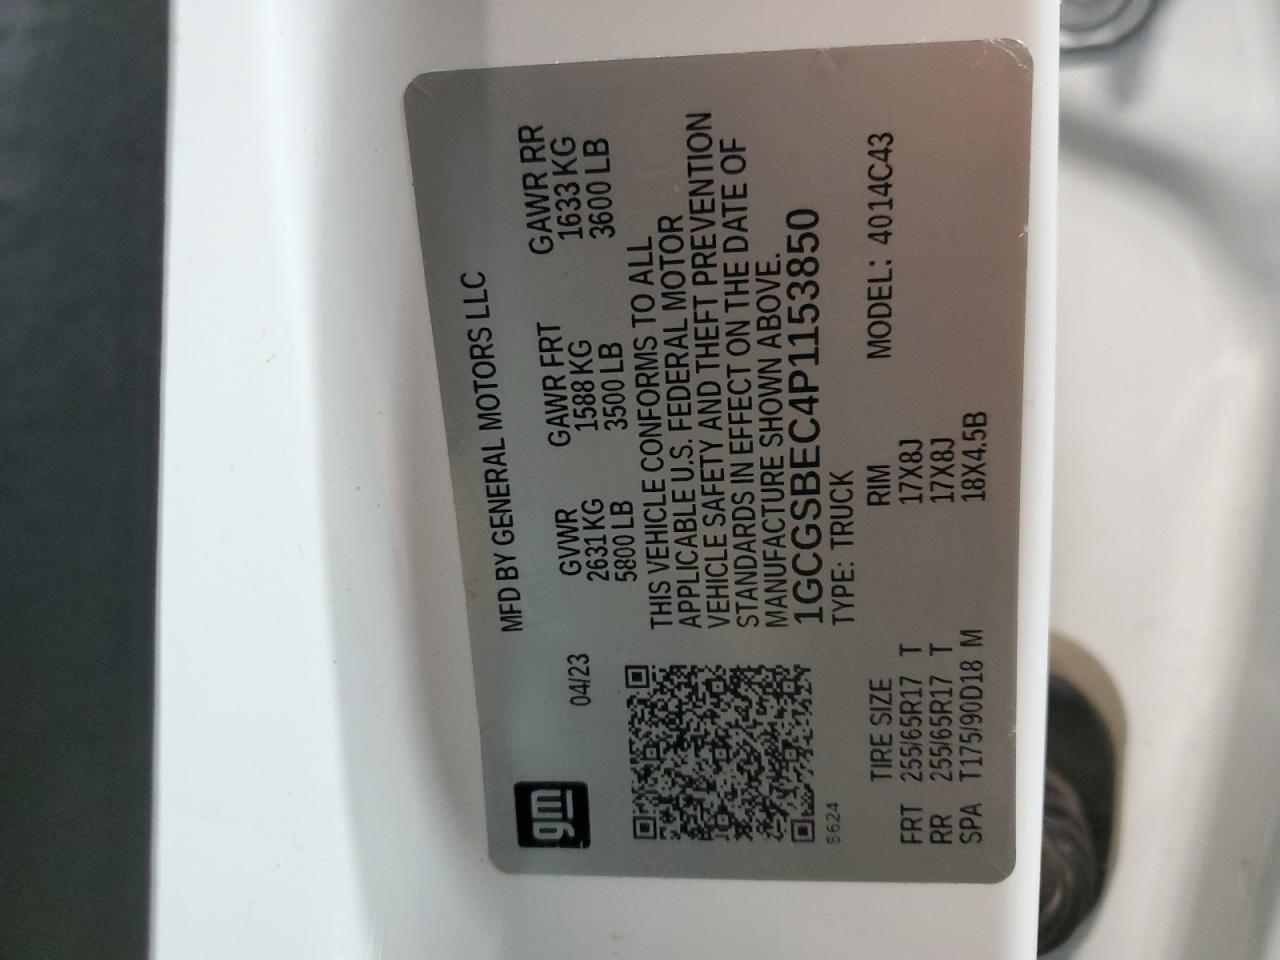 gm
MFD BY GENERAL MOTORS LLC
04/23
GVWR GAWR FRT GAWR RR
2631 KG 1588 KG 1633 KG
5800 LB 3500 LB 3600 LB
THIS VEHICLE CONFORMS TO ALL
APPLICABLE U.S. FEDERAL MOTOR
VEHICLE SAFETY AND THEFT PREVENTION
STANDARDS IN EFFECT ON THE DATE OF
MANUFACTURE SHOWN ABOVE.
1GCGSBEC4P1153850
8624
TYPE: TRUCK
TIRE SIZE RIM MODEL: 4014C43
FRT 255/65R17 T 17X8J
RR 255/65R17 T 17X8J
SPA T175/90D18 M 18X4.5B